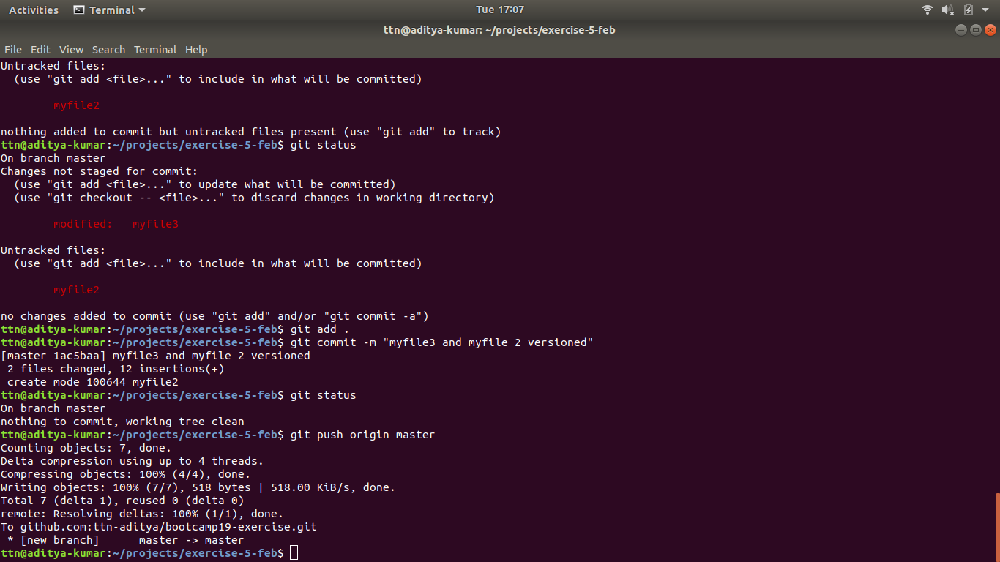 Activities Terminal Tue 17:07
ttn@aditya-kumar: ~/projects/exercise-5-feb
File Edit View Search Terminal Help
Untracked files:
  (use "git add <file>..." to include in what will be committed)
        myfile2
nothing added to commit but untracked files present (use "git add" to track)
ttn@aditya-kumar:~/projects/exercise-5-feb$ git status
On branch master
Changes not staged for commit:
  (use "git add <file>..." to update what will be committed)
  (use "git checkout -- <file>..." to discard changes in working directory)
        modified:   myfile3
Untracked files:
  (use "git add <file>..." to include in what will be committed)
        myfile2
no changes added to commit (use "git add" and/or "git commit -a")
ttn@aditya-kumar:~/projects/exercise-5-feb$ git add .
ttn@aditya-kumar:~/projects/exercise-5-feb$ git commit -m "myfile3 and myfile 2 versioned"
[master 1ac5baa] myfile3 and myfile 2 versioned
 2 files changed, 12 insertions(+)
 create mode 100644 myfile2
ttn@aditya-kumar:~/projects/exercise-5-feb$ git status
On branch master
nothing to commit, working tree clean
ttn@aditya-kumar:~/projects/exercise-5-feb$ git push origin master
Counting objects: 7, done.
Delta compression using up to 4 threads.
Compressing objects: 100% (4/4), done.
Writing objects: 100% (7/7), 518 bytes | 518.00 KiB/s, done.
Total 7 (delta 1), reused 0 (delta 0)
remote: Resolving deltas: 100% (1/1), done.
To github.com:ttn-aditya/bootcamp19-exercise.git
 * [new branch]      master -> master
ttn@aditya-kumar:~/projects/exercise-5-feb$